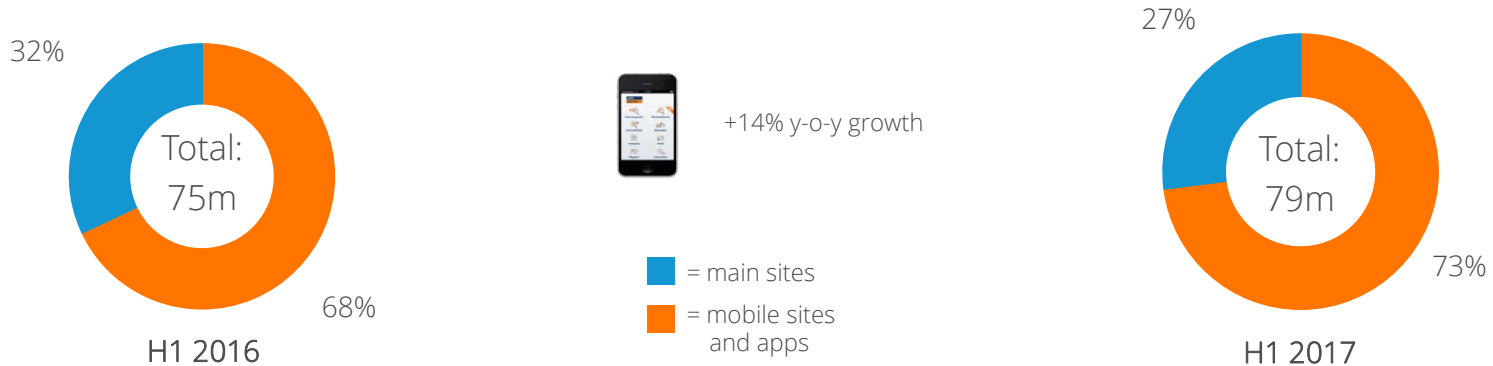 32%
Total:
75m
68%
H1 2016
+14% y-o-y growth
= main sites
= mobile sites
and apps
27%
Total:
79m
73%
H1 2017